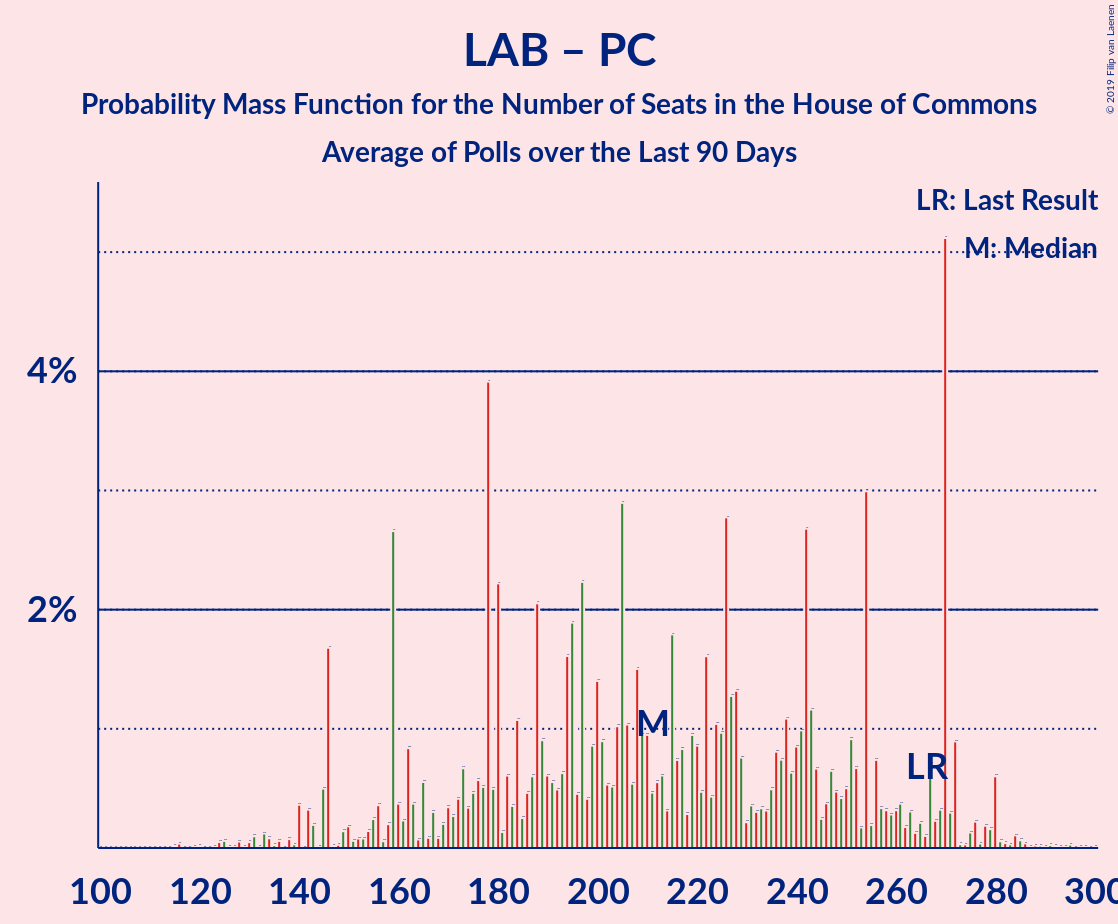 LAB – PC
Probability Mass Function for the Number of Seats in the House of Commons
Average of Polls over the Last 90 Days
© 2019 Filip van Laenen
LR: Last Result
M: Median
4%
2%
M
LR
100 120 140 160 180 200 220 240 260 280 300